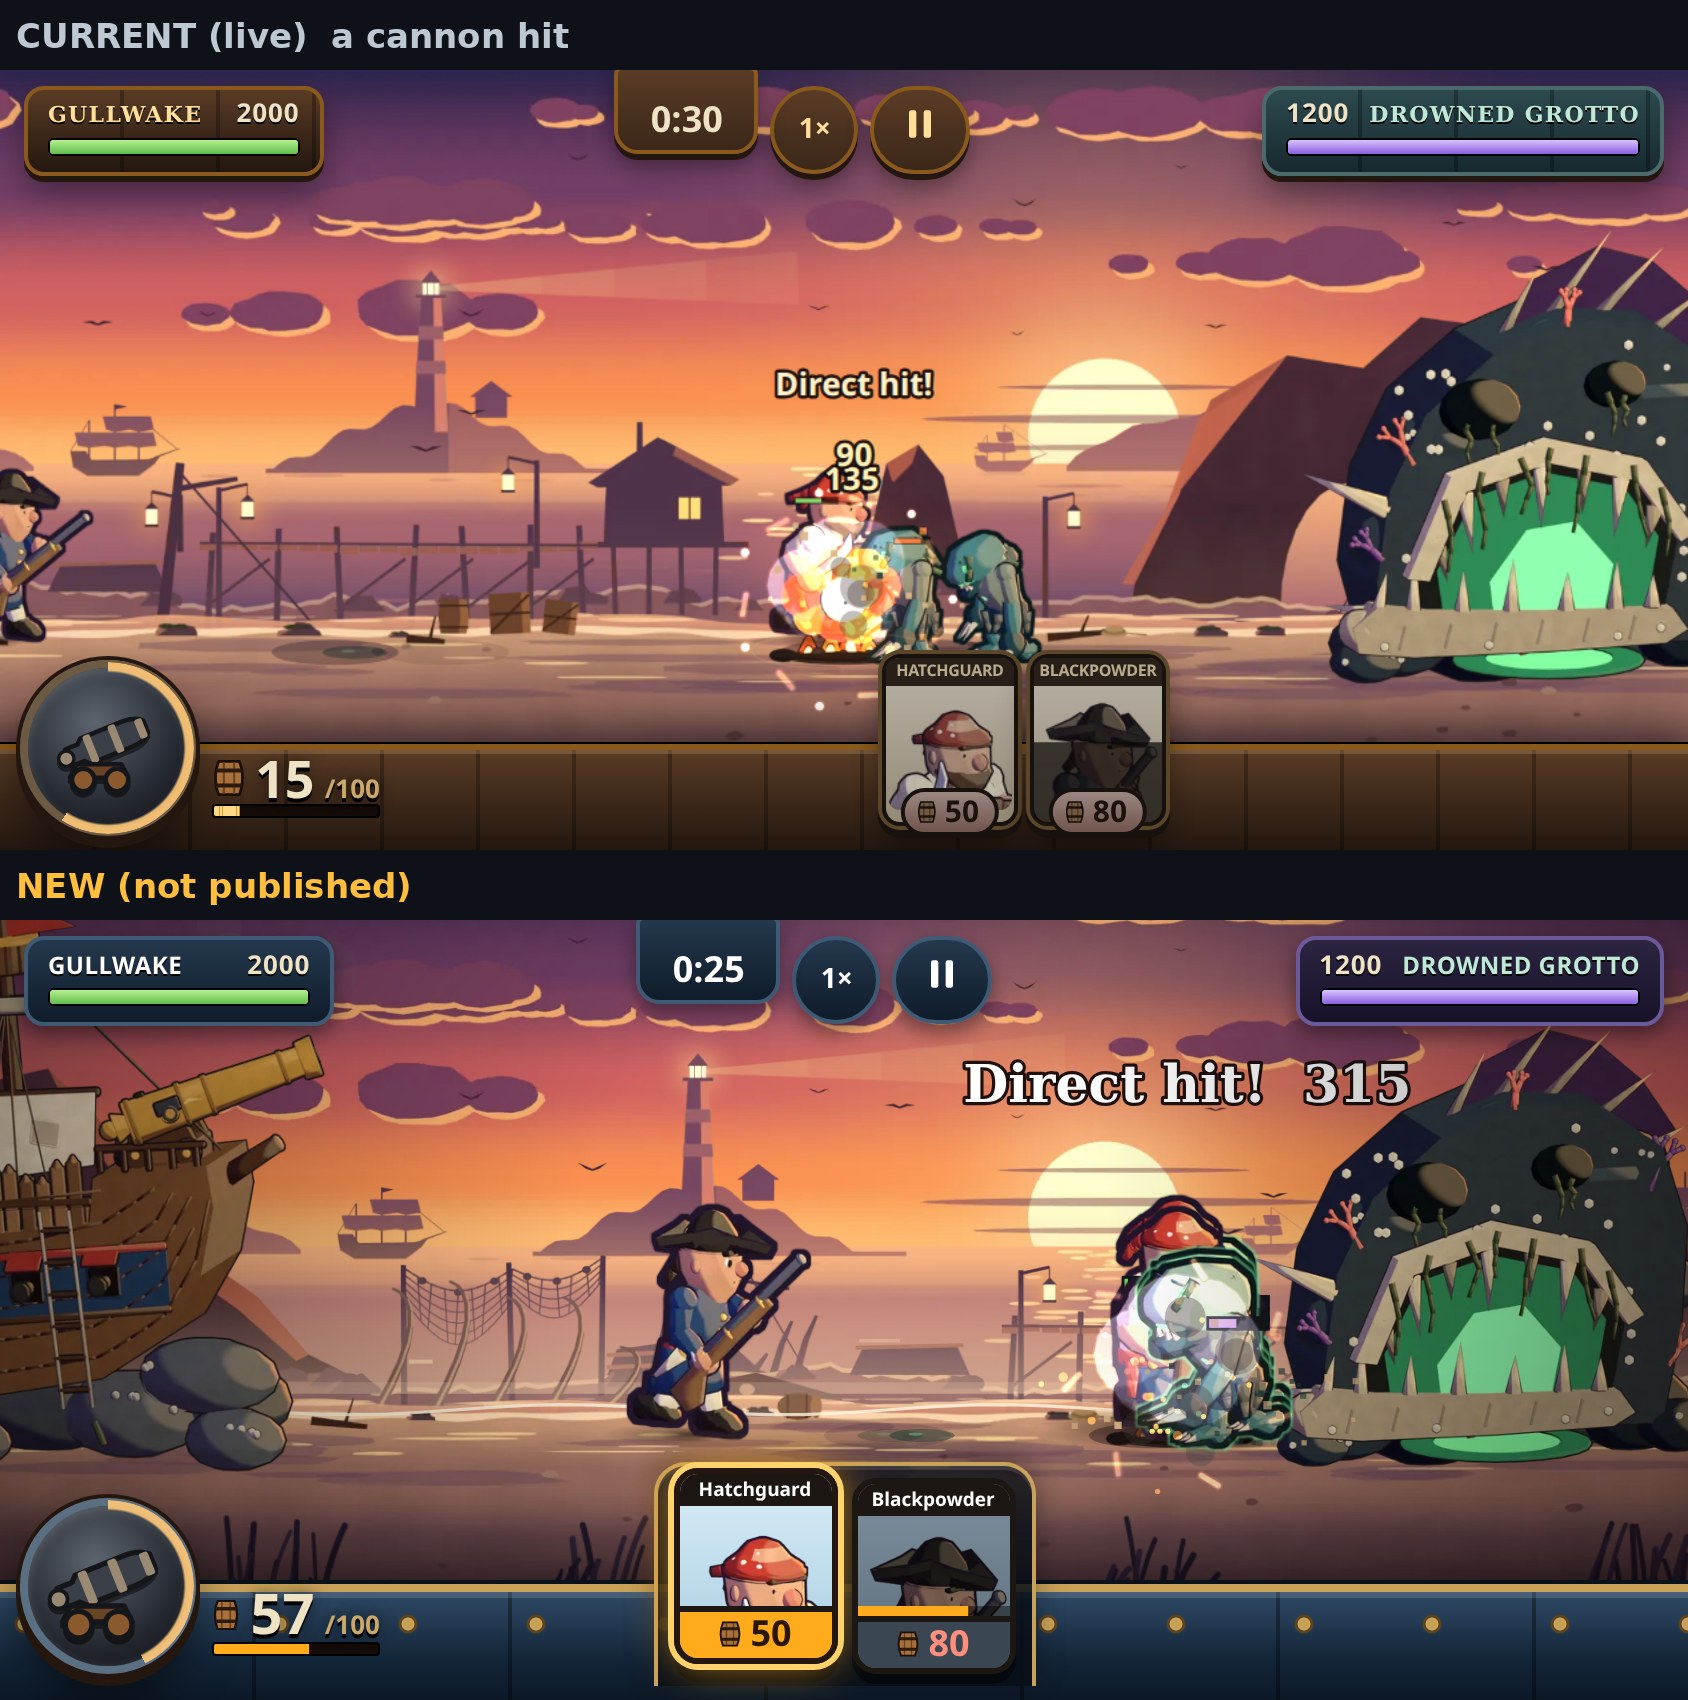 CURRENT (live)  a cannon hit
GULLWAKE 2000
0:30
1×
1200 DROWNED GROTTO
Direct hit!
90
135
HATCHGUARD
BLACKPOWDER
15 /100
50
80
NEW (not published)
GULLWAKE 2000
0:25
1×
1200 DROWNED GROTTO
Direct hit! 315
Hatchguard
Blackpowder
57 /100
50
80